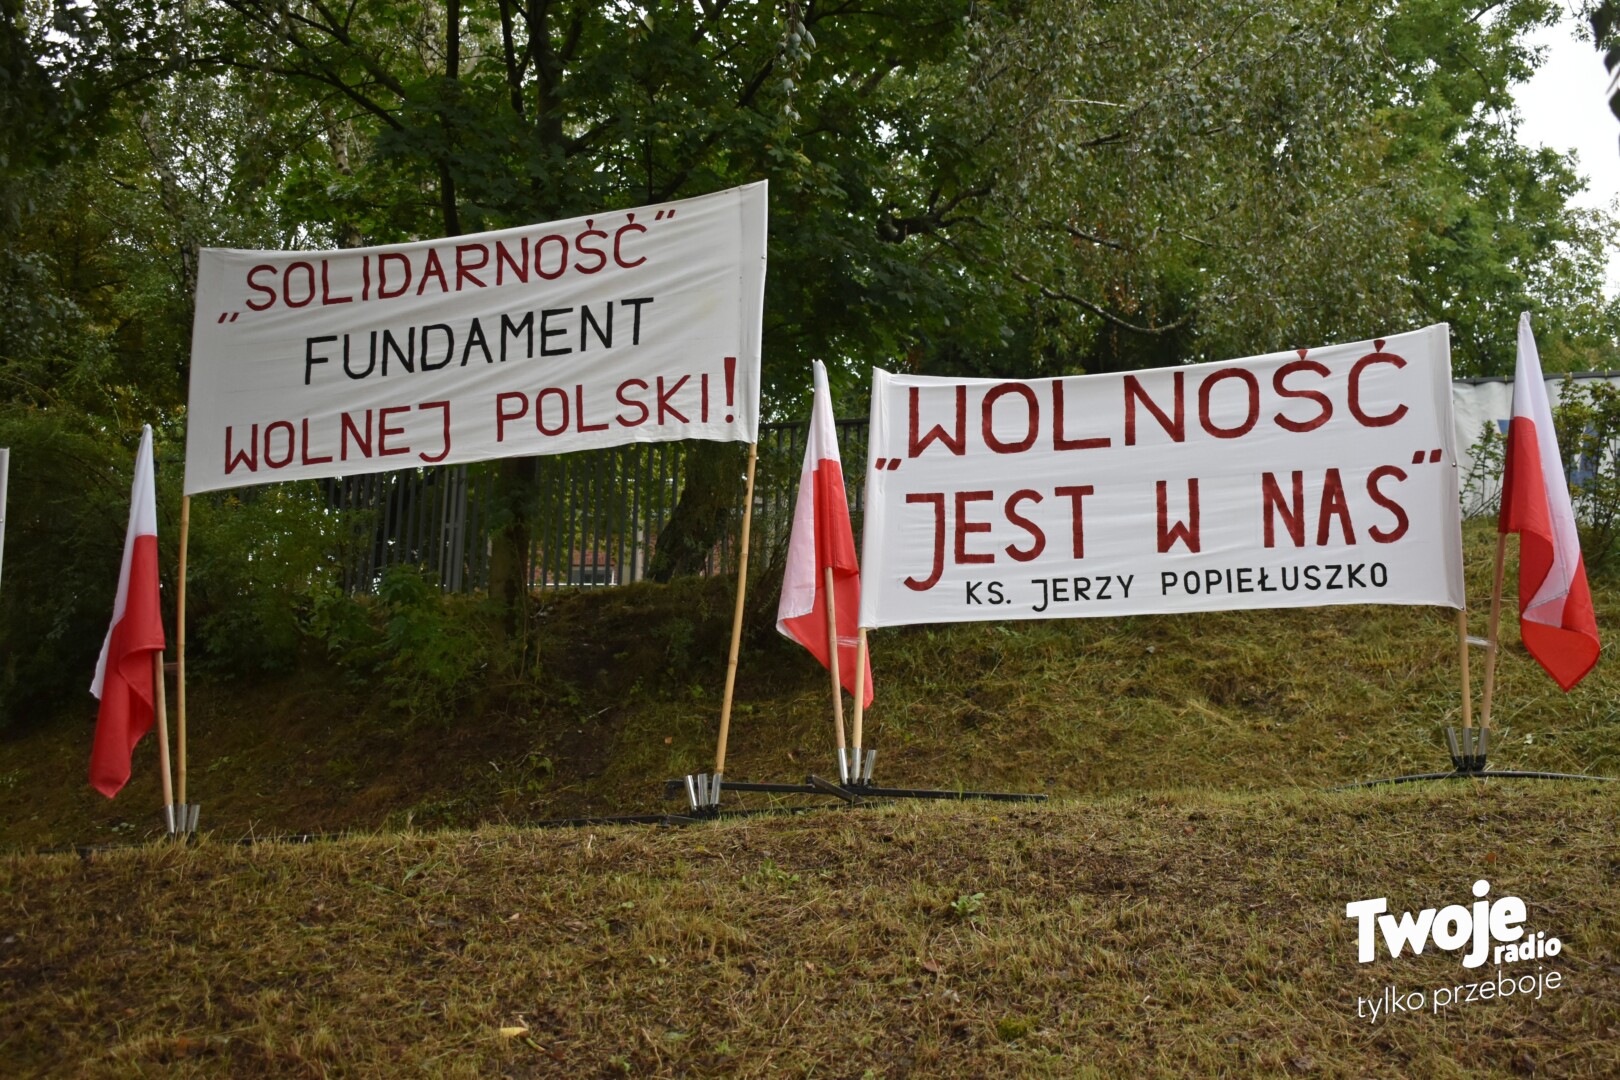 „SOLIDARNOŚĆ”
FUNDAMENT
WOLNEJ POLSKI!
„WOLNOŚĆ
JEST W NAS”
KS. JERZY POPIEŁUSZKO
Twoje
radio
tylko przeboje